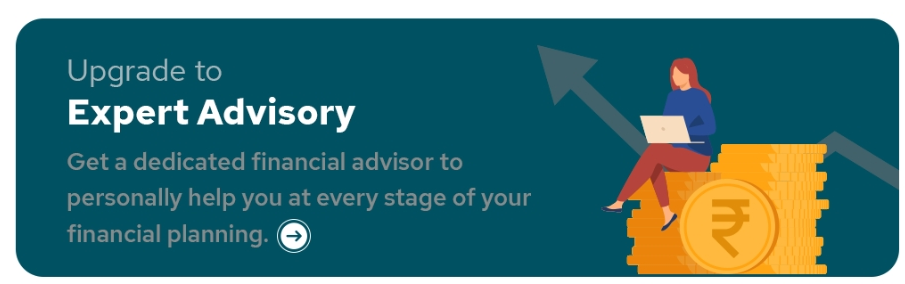 Upgrade to
Expert Advisory
Get a dedicated financial advisor to
personally help you at every stage of your
financial planning.
₹